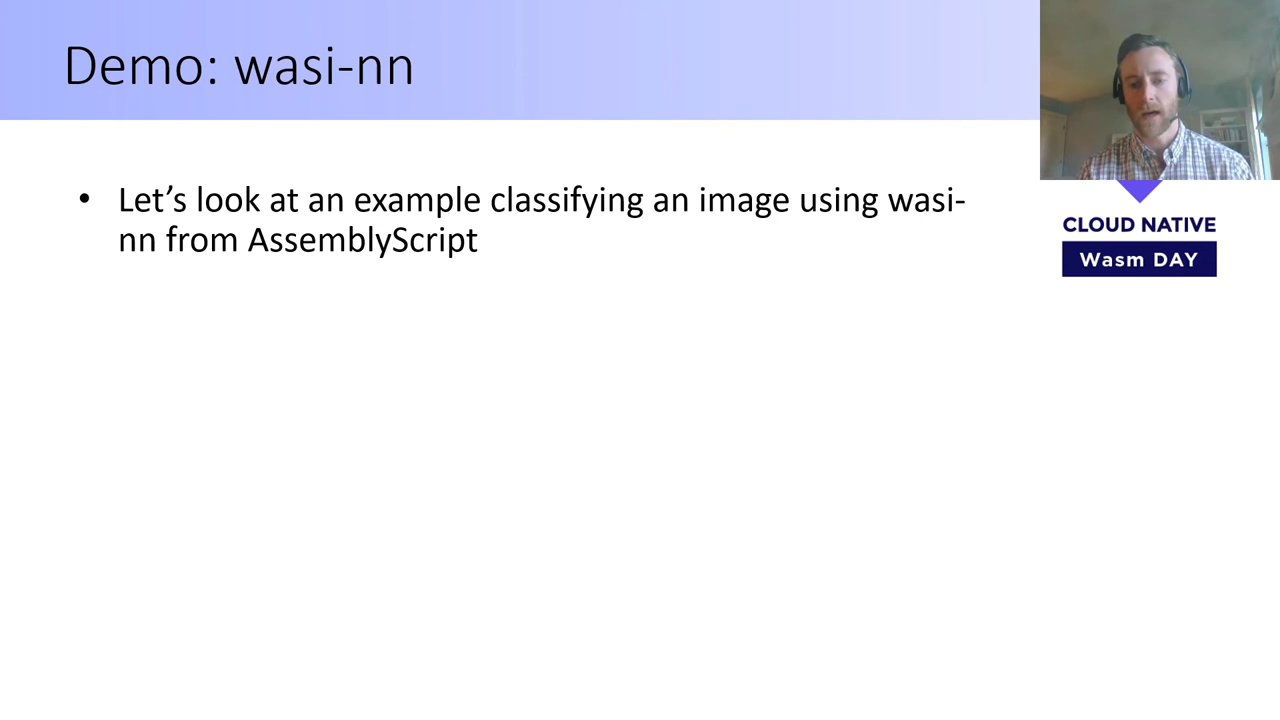 Demo: wasi-nn
• Let’s look at an example classifying an image using wasi-
nn from AssemblyScript
CLOUD NATIVE
Wasm DAY